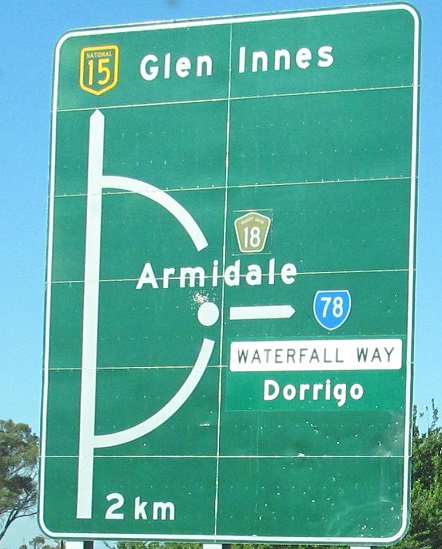 NATIONAL
15
Glen Innes
18
Armidale
78
WATERFALL WAY
Dorrigo
2 km